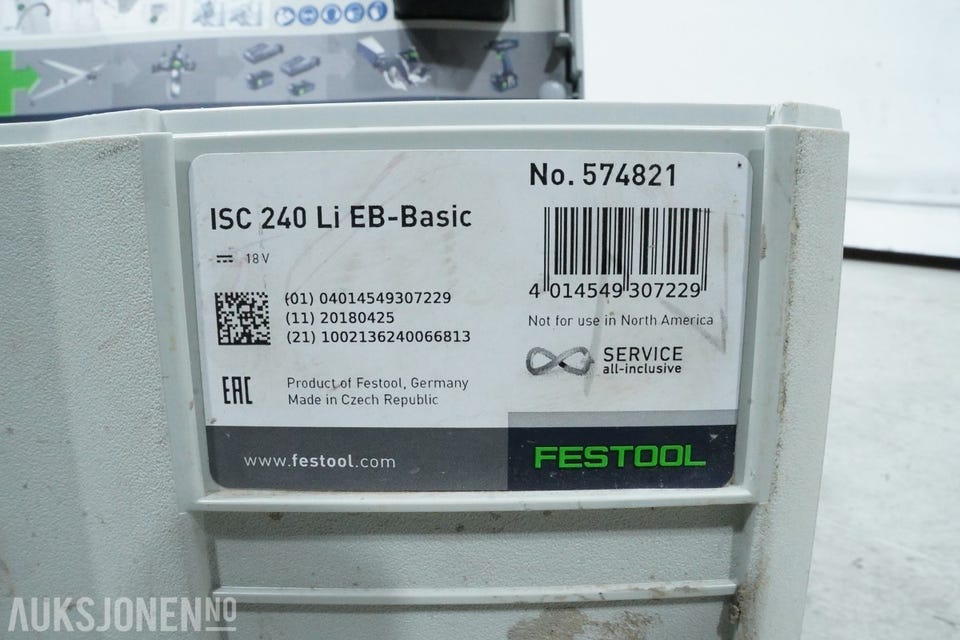 No. 574821
ISC 240 Li EB-Basic
18V
4 014549 307229
(01) 04014549307229
(11) 20180425
(21) 1002136240066813
Not for use in North America
SERVICE
all-inclusive
EAC
Product of Festool, Germany
Made in Czech Republic
www.festool.com
FESTOOL
AUKSJONEN.NO